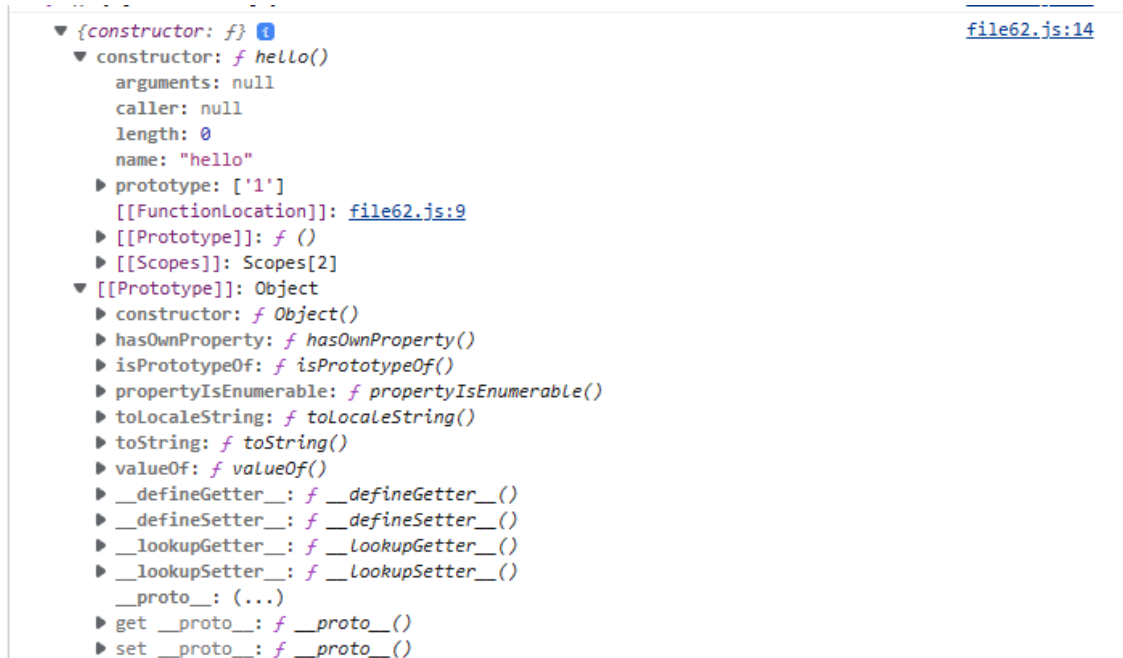 ▼ {constructor: ƒ} i file62.js:14
▼ constructor: ƒ hello()
arguments: null
caller: null
length: 0
name: "hello"
▶ prototype: ['1']
[[FunctionLocation]]: file62.js:9
▶ [[Prototype]]: ƒ ()
▶ [[Scopes]]: Scopes[2]
▼ [[Prototype]]: Object
▶ constructor: ƒ Object()
▶ hasOwnProperty: ƒ hasOwnProperty()
▶ isPrototypeOf: ƒ isPrototypeOf()
▶ propertyIsEnumerable: ƒ propertyIsEnumerable()
▶ toLocaleString: ƒ toLocaleString()
▶ toString: ƒ toString()
▶ valueOf: ƒ valueOf()
▶ __defineGetter__: ƒ __defineGetter__()
▶ __defineSetter__: ƒ __defineSetter__()
▶ __lookupGetter__: ƒ __lookupGetter__()
▶ __lookupSetter__: ƒ __lookupSetter__()
__proto__: (...)
▶ get __proto__: ƒ __proto__()
▶ set __proto__: ƒ __proto__()